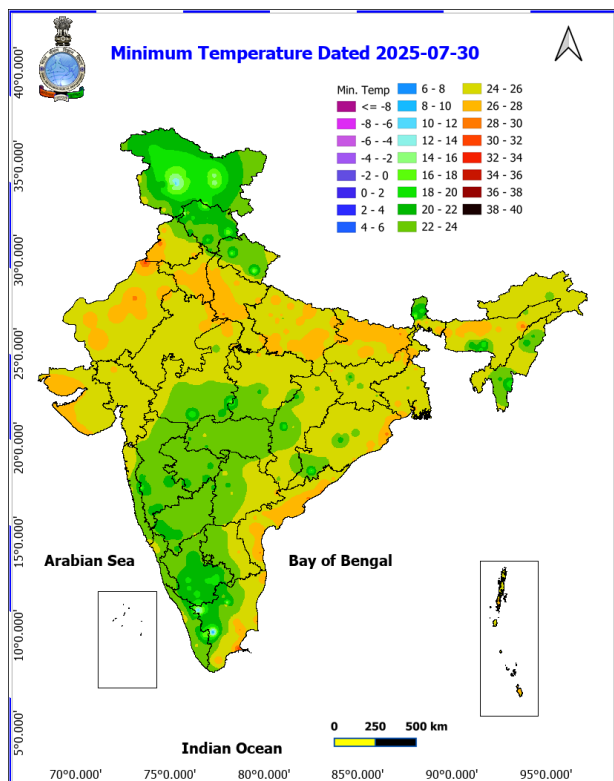 Minimum Temperature Dated 2025-07-30
Min. Temp
<= -8
-8 - -6
-6 - -4
-4 - -2
-2 - 0
0 - 2
2 - 4
4 - 6
6 - 8
8 - 10
10 - 12
12 - 14
14 - 16
16 - 18
18 - 20
20 - 22
22 - 24
24 - 26
26 - 28
28 - 30
30 - 32
32 - 34
34 - 36
36 - 38
38 - 40
40°0.000'
35°0.000'
30°0.000'
25°0.000'
20°0.000'
15°0.000'
10°0.000'
5°0.000'
Arabian Sea
Bay of Bengal
Indian Ocean
0 250 500 km
70°0.000' 75°0.000' 80°0.000' 85°0.000' 90°0.000' 95°0.000'